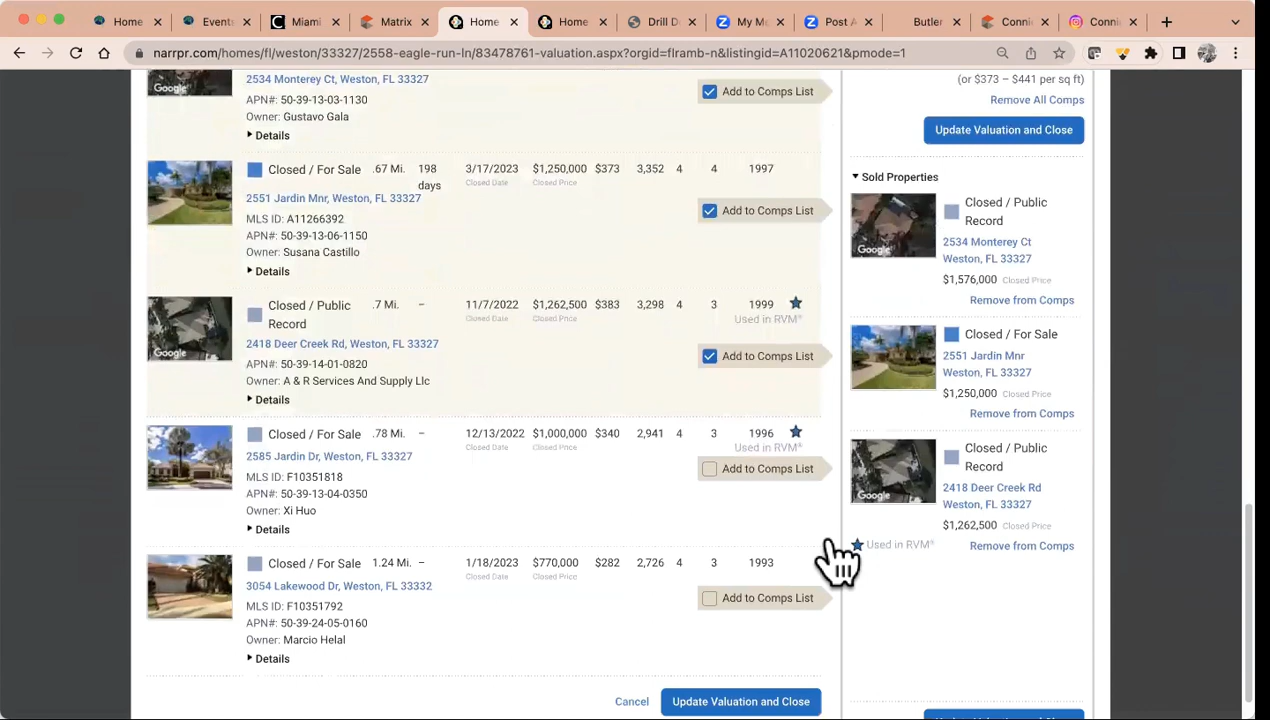 Home
Events
Miami
Matrix
Home
Home
Drill D
My M
Post A
Butler
Connie
Connie
narrpr.com/homes/fl/weston/33327/2558-eagle-run-ln/83478761-valuation.aspx?orgid=flramb-n&listingid=A11020621&pmode=1
Google
2534 Monterey Ct, Weston, FL 33327
APN#: 50-39-13-03-1130
Owner: Gustavo Gala
Details
Add to Comps List
Closed / For Sale .67 Mi. 198 days 3/17/2023 Closed Date $1,250,000 Closed Price $373 3,352 4 4 1997
2551 Jardin Mnr, Weston, FL 33327
MLS ID: A11266392
APN#: 50-39-13-06-1150
Owner: Susana Castillo
Details
Add to Comps List
Closed / Public Record .7 Mi. – 11/7/2022 Closed Date $1,262,500 Closed Price $383 3,298 4 3 1999
Used in RVM®
Google
2418 Deer Creek Rd, Weston, FL 33327
APN#: 50-39-14-01-0820
Owner: A & R Services And Supply Llc
Details
Add to Comps List
Closed / For Sale .78 Mi. – 12/13/2022 Closed Date $1,000,000 Closed Price $340 2,941 4 3 1996
Used in RVM®
2585 Jardin Dr, Weston, FL 33327
MLS ID: F10351818
APN#: 50-39-13-04-0350
Owner: Xi Huo
Details
Add to Comps List
Closed / For Sale 1.24 Mi. – 1/18/2023 Closed Date $770,000 Closed Price $282 2,726 4 3 1993
3054 Lakewood Dr, Weston, FL 33332
MLS ID: F10351792
APN#: 50-39-24-05-0160
Owner: Marcio Helal
Details
Add to Comps List
Cancel
Update Valuation and Close
(or $373 – $441 per sq ft)
Remove All Comps
Update Valuation and Close
Sold Properties
Google
Closed / Public
Record
2534 Monterey Ct
Weston, FL 33327
$1,576,000 Closed Price
Remove from Comps
Closed / For Sale
2551 Jardin Mnr
Weston, FL 33327
$1,250,000 Closed Price
Remove from Comps
Google
Closed / Public
Record
2418 Deer Creek Rd
Weston, FL 33327
$1,262,500 Closed Price
Used in RVM® Remove from Comps